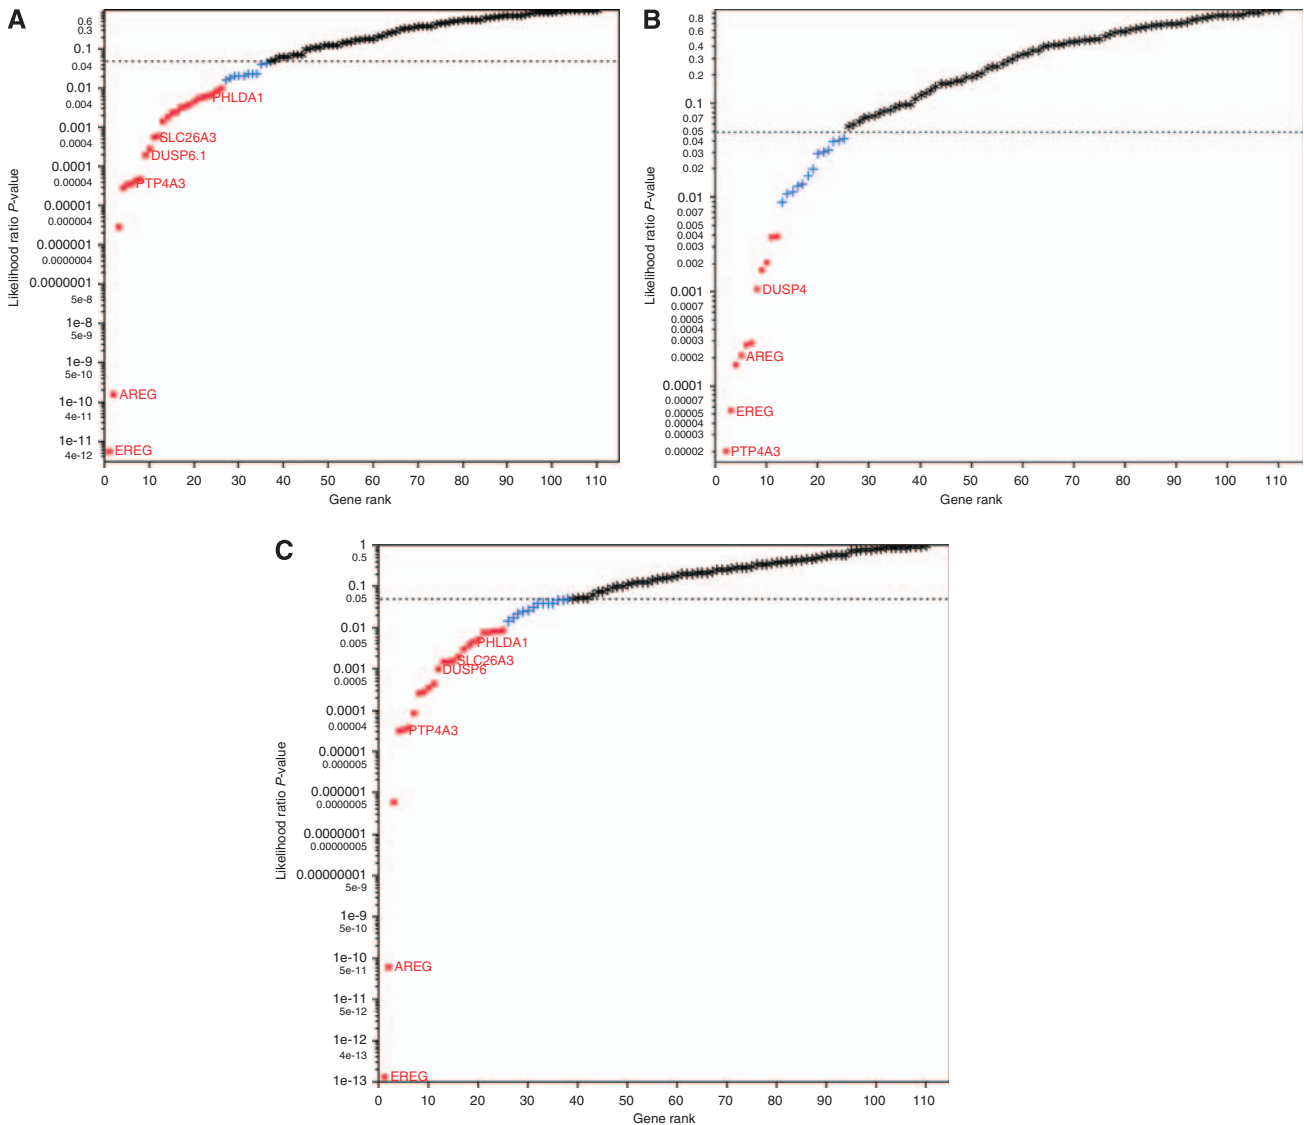 A
0.6
0.3
0.1
0.04
0.01
0.004
0.001
0.0004
0.0001
0.00004
0.00001
0.000004
0.000001
0.0000004
0.0000001
5e-8
1e-8
5e-9
1e-9
5e-10
1e-10
4e-11
1e-11
4e-12
Likelihood ratio P-value
PHLDA1
SLC26A3
DUSP6.1
PTP4A3
AREG
EREG
0 10 20 30 40 50 60 70 80 90 100 110
Gene rank
B
0.8
0.6
0.4
0.3
0.2
0.1
0.07
0.05
0.03
0.02
0.01
0.007
0.005
0.004
0.003
0.002
0.001
0.0007
0.0005
0.0004
0.0003
0.0002
0.0001
0.00007
0.00005
0.00004
0.00003
0.00002
Likelihood ratio P-value
DUSP4
AREG
EREG
PTP4A3
0 10 20 30 40 50 60 70 80 90 100 110
Gene rank
C
1
0.5
0.1
0.05
0.01
0.005
0.001
0.0005
0.0001
0.00004
0.00001
0.000005
0.000001
0.0000005
0.0000001
0.00000005
0.00000001
5e-9
1e-9
5e-10
1e-10
5e-11
1e-11
5e-12
1e-12
4e-13
1e-13
Likelihood ratio P-value
PHLDA1
SLC26A3
DUSP6
PTP4A3
AREG
EREG
0 10 20 30 40 50 60 70 80 90 100 110
Gene rank